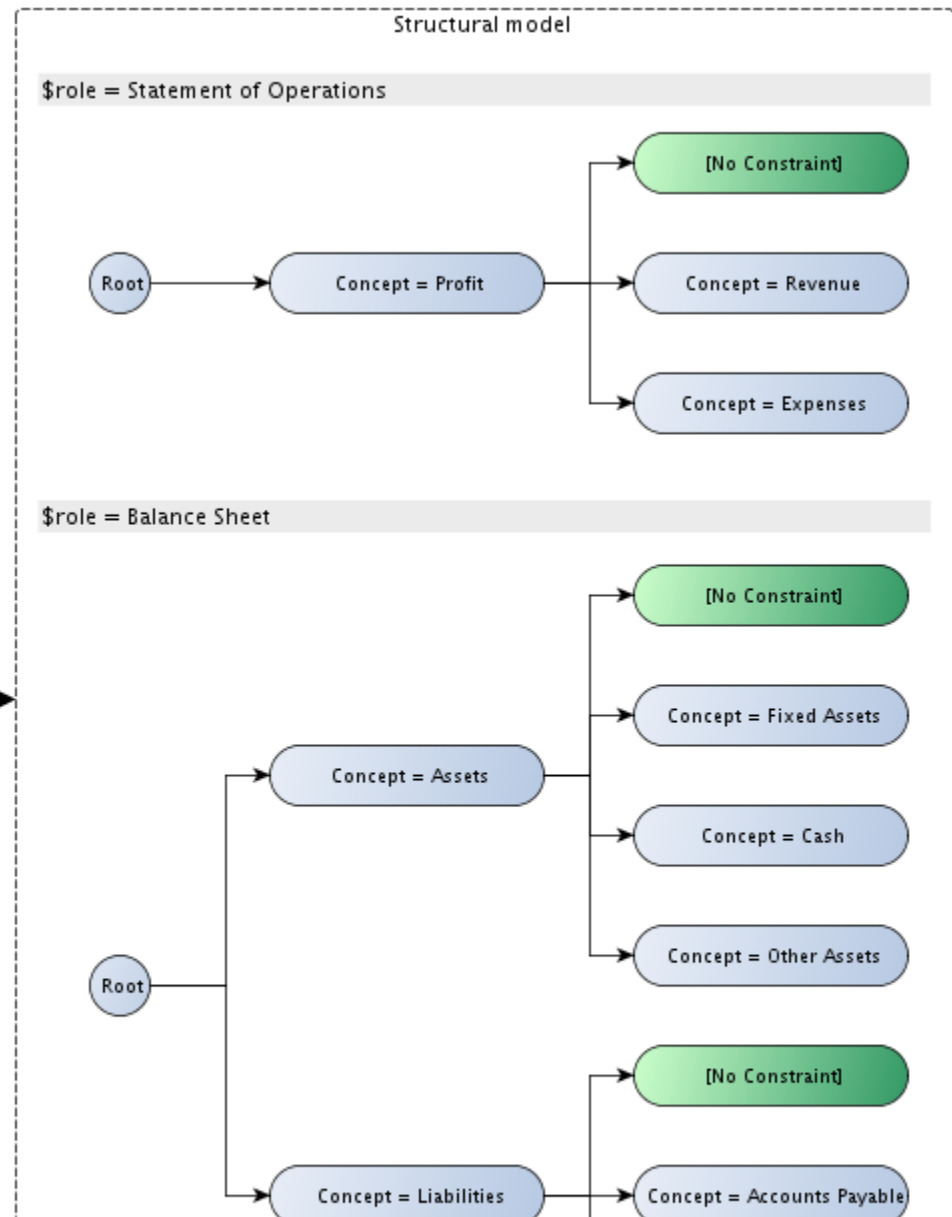 Structural model
$role = Statement of Operations
[No Constraint]
Root
Concept = Profit
Concept = Revenue
Concept = Expenses
$role = Balance Sheet
[No Constraint]
Concept = Fixed Assets
Concept = Assets
Concept = Cash
Concept = Other Assets
Root
[No Constraint]
Concept = Liabilities
Concept = Accounts Payable